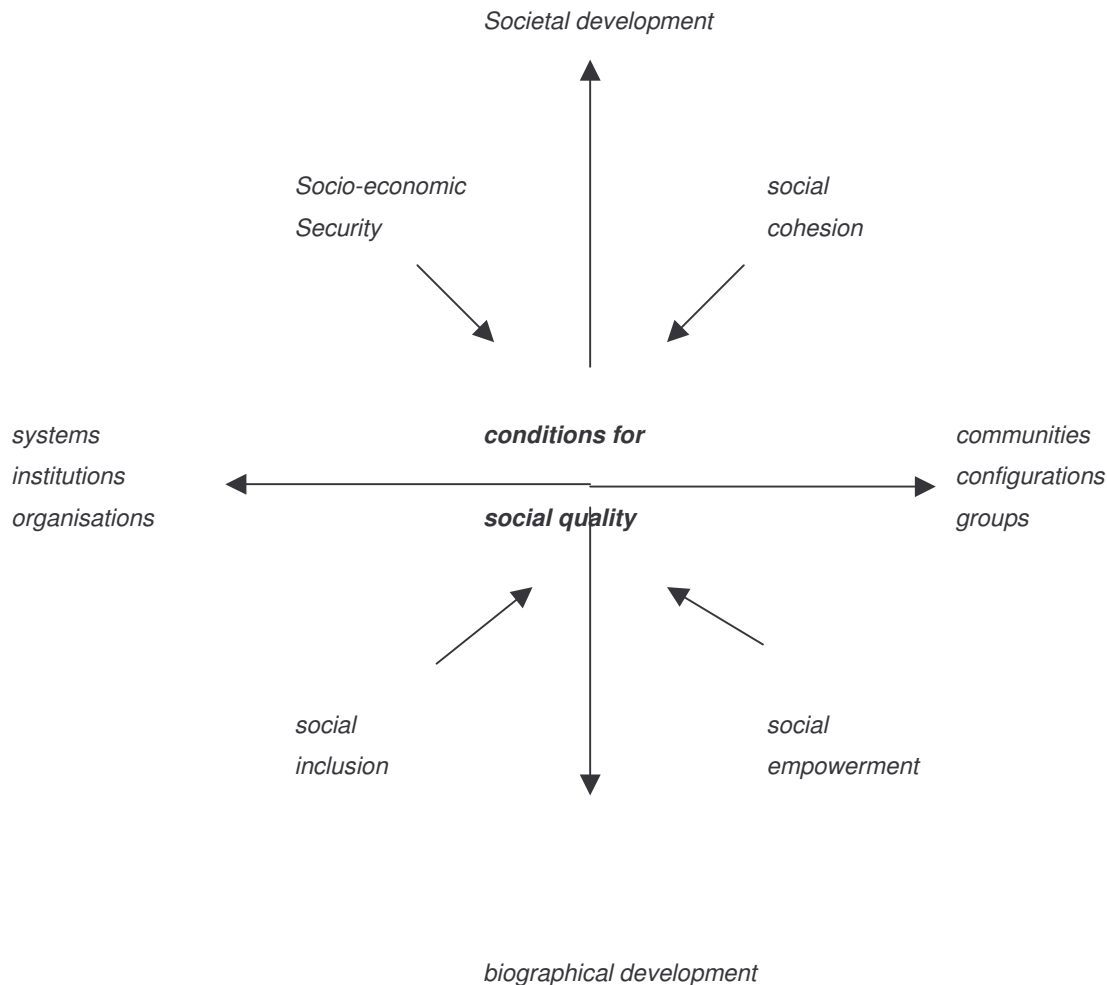 Societal development
Socio-economic
Security
social
cohesion
systems
institutions
organisations
conditions for
social quality
communities
configurations
groups
social
inclusion
social
empowerment
biographical development